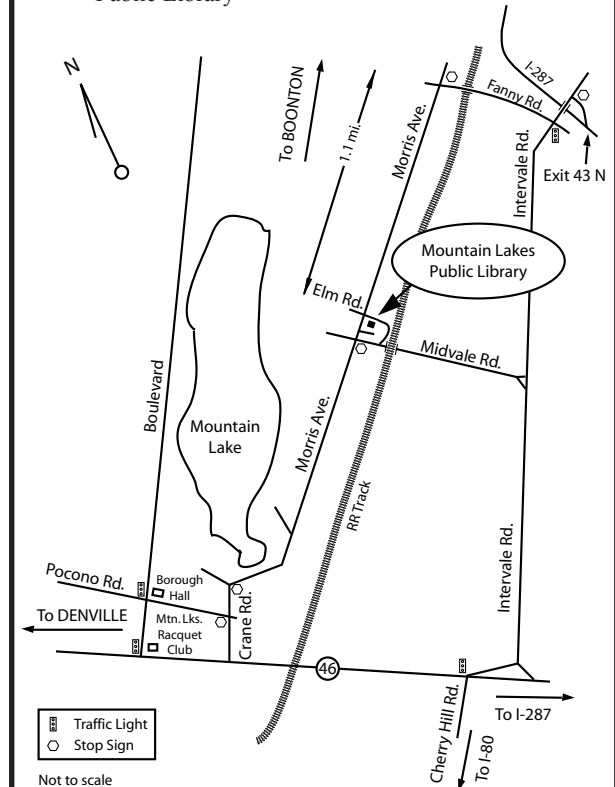 Public Library
N
To BOONTON
1.1 mi.
Morris Ave.
I-287
Fanny Rd.
Intervale Rd.
Exit 43 N
Mountain Lakes
Public Library
Elm Rd.
Midvale Rd.
Boulevard
Mountain
Lake
Morris Ave.
RR Track
Intervale Rd.
Pocono Rd.
Borough
Hall
To DENVILLE
Mtn. Lks.
Racquet
Club
Crane Rd.
46
Cherry Hill Rd.
To I-287
To I-80
Traffic Light
Stop Sign
Not to scale